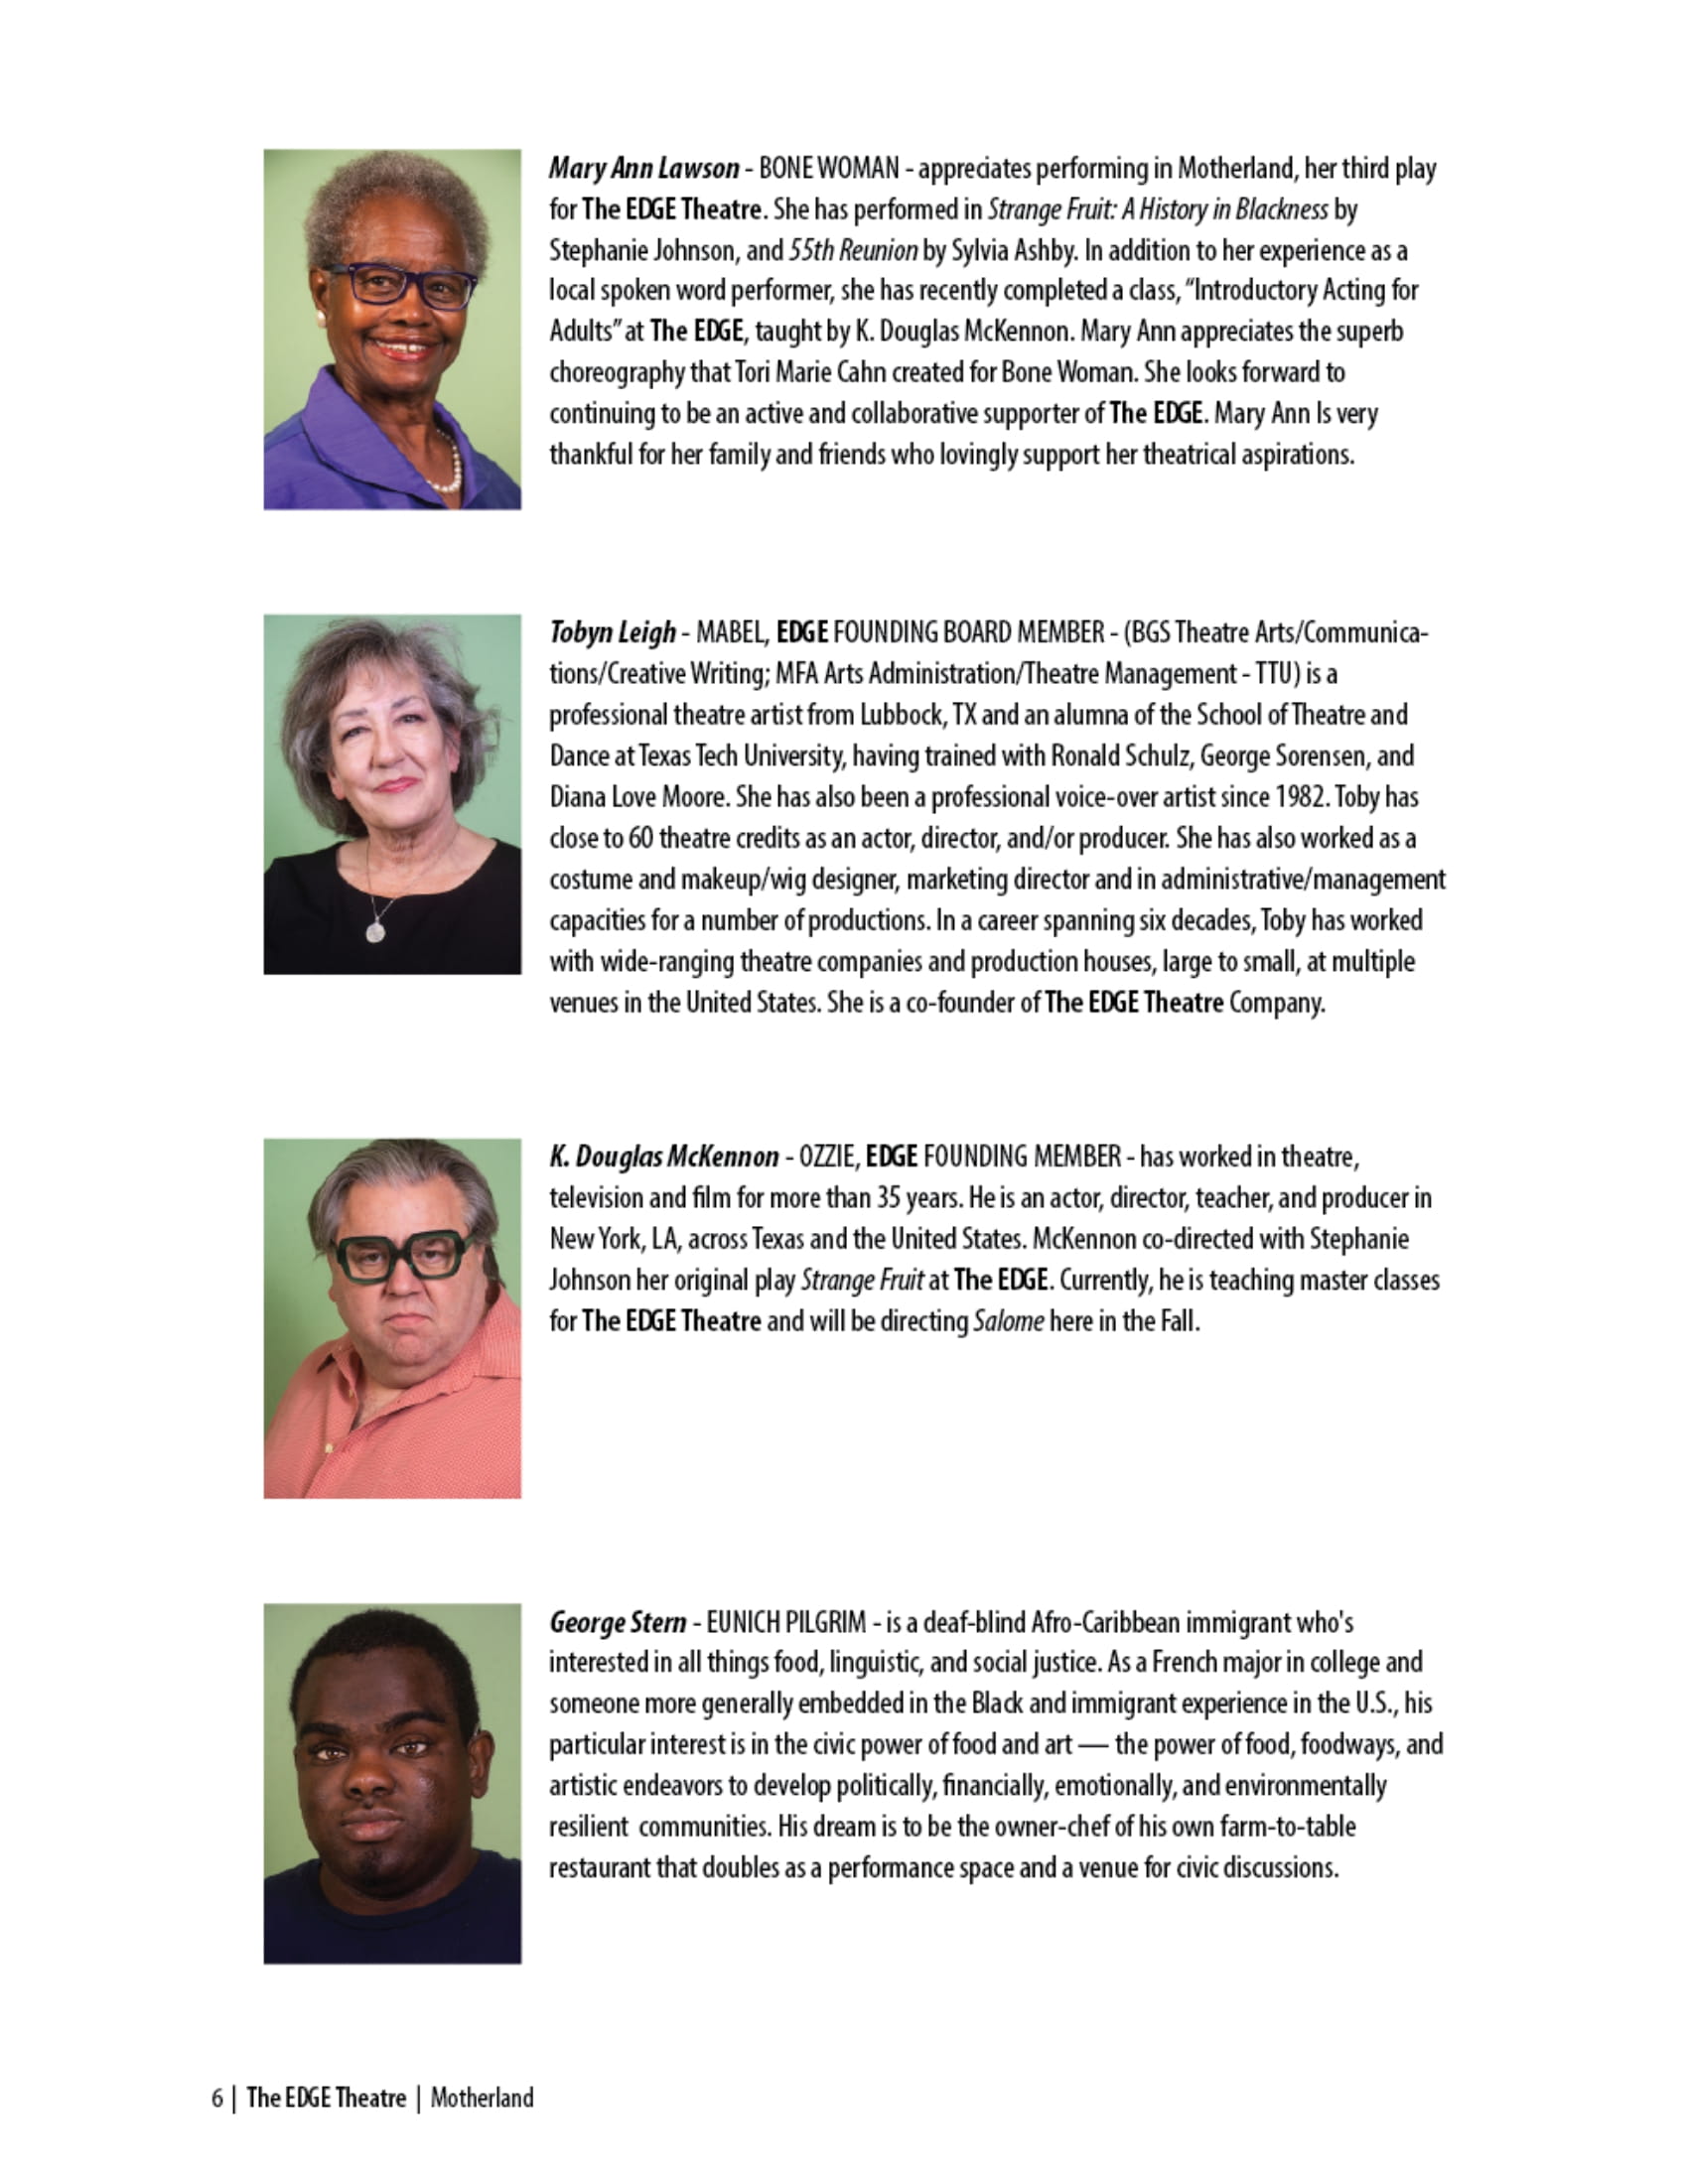 Mary Ann Lawson - BONE WOMAN - appreciates performing in Motherland, her third play
for The EDGE Theatre. She has performed in Strange Fruit: A History in Blackness by
Stephanie Johnson, and 55th Reunion by Sylvia Ashby. In addition to her experience as a
local spoken word performer, she has recently completed a class, “Introductory Acting for
Adults” at The EDGE, taught by K. Douglas McKennon. Mary Ann appreciates the superb
choreography that Tori Marie Cahn created for Bone Woman. She looks forward to
continuing to be an active and collaborative supporter of The EDGE. Mary Ann Is very
thankful for her family and friends who lovingly support her theatrical aspirations.
Tobyn Leigh - MABEL, EDGE FOUNDING BOARD MEMBER - (BGS Theatre Arts/Communica-
tions/Creative Writing; MFA Arts Administration/Theatre Management - TTU) is a
professional theatre artist from Lubbock, TX and an alumna of the School of Theatre and
Dance at Texas Tech University, having trained with Ronald Schulz, George Sorensen, and
Diana Love Moore. She has also been a professional voice-over artist since 1982. Toby has
close to 60 theatre credits as an actor, director, and/or producer. She has also worked as a
costume and makeup/wig designer, marketing director and in administrative/management
capacities for a number of productions. In a career spanning six decades, Toby has worked
with wide-ranging theatre companies and production houses, large to small, at multiple
venues in the United States. She is a co-founder of The EDGE Theatre Company.
K. Douglas McKennon - OZZIE, EDGE FOUNDING MEMBER - has worked in theatre,
television and film for more than 35 years. He is an actor, director, teacher, and producer in
New York, LA, across Texas and the United States. McKennon co-directed with Stephanie
Johnson her original play Strange Fruit at The EDGE. Currently, he is teaching master classes
for The EDGE Theatre and will be directing Salome here in the Fall.
George Stern - EUNICH PILGRIM - is a deaf-blind Afro-Caribbean immigrant who's
interested in all things food, linguistic, and social justice. As a French major in college and
someone more generally embedded in the Black and immigrant experience in the U.S., his
particular interest is in the civic power of food and art — the power of food, foodways, and
artistic endeavors to develop politically, financially, emotionally, and environmentally
resilient communities. His dream is to be the owner-chef of his own farm-to-table
restaurant that doubles as a performance space and a venue for civic discussions.
6 | The EDGE Theatre | Motherland